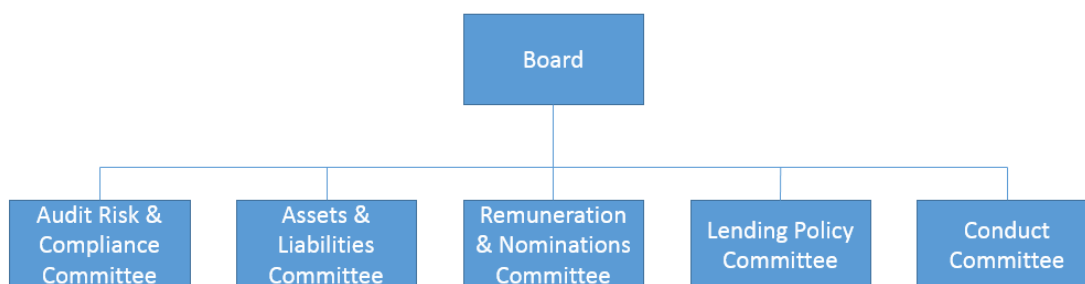 Board
Audit Risk &
Compliance
Committee
Assets &
Liabilities
Committee
Remuneration
& Nominations
Committee
Lending Policy
Committee
Conduct
Committee